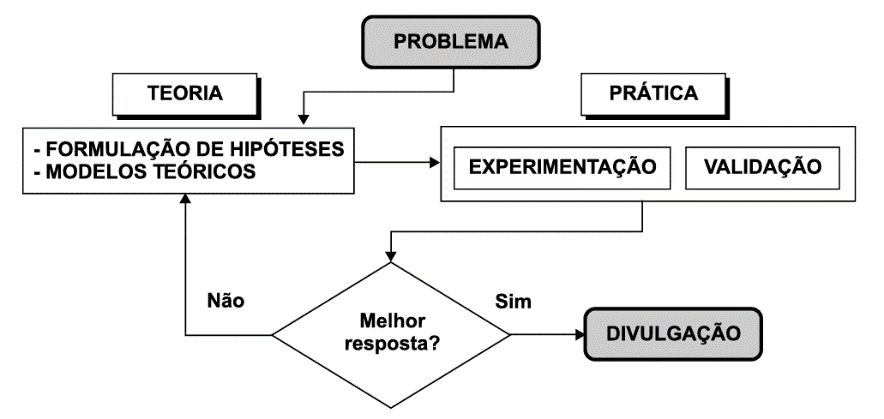 PROBLEMA
TEORIA
PRÁTICA
- FORMULAÇÃO DE HIPÓTESES
- MODELOS TEÓRICOS
EXPERIMENTAÇÃO
VALIDAÇÃO
Não
Sim
Melhor
resposta?
DIVULGAÇÃO